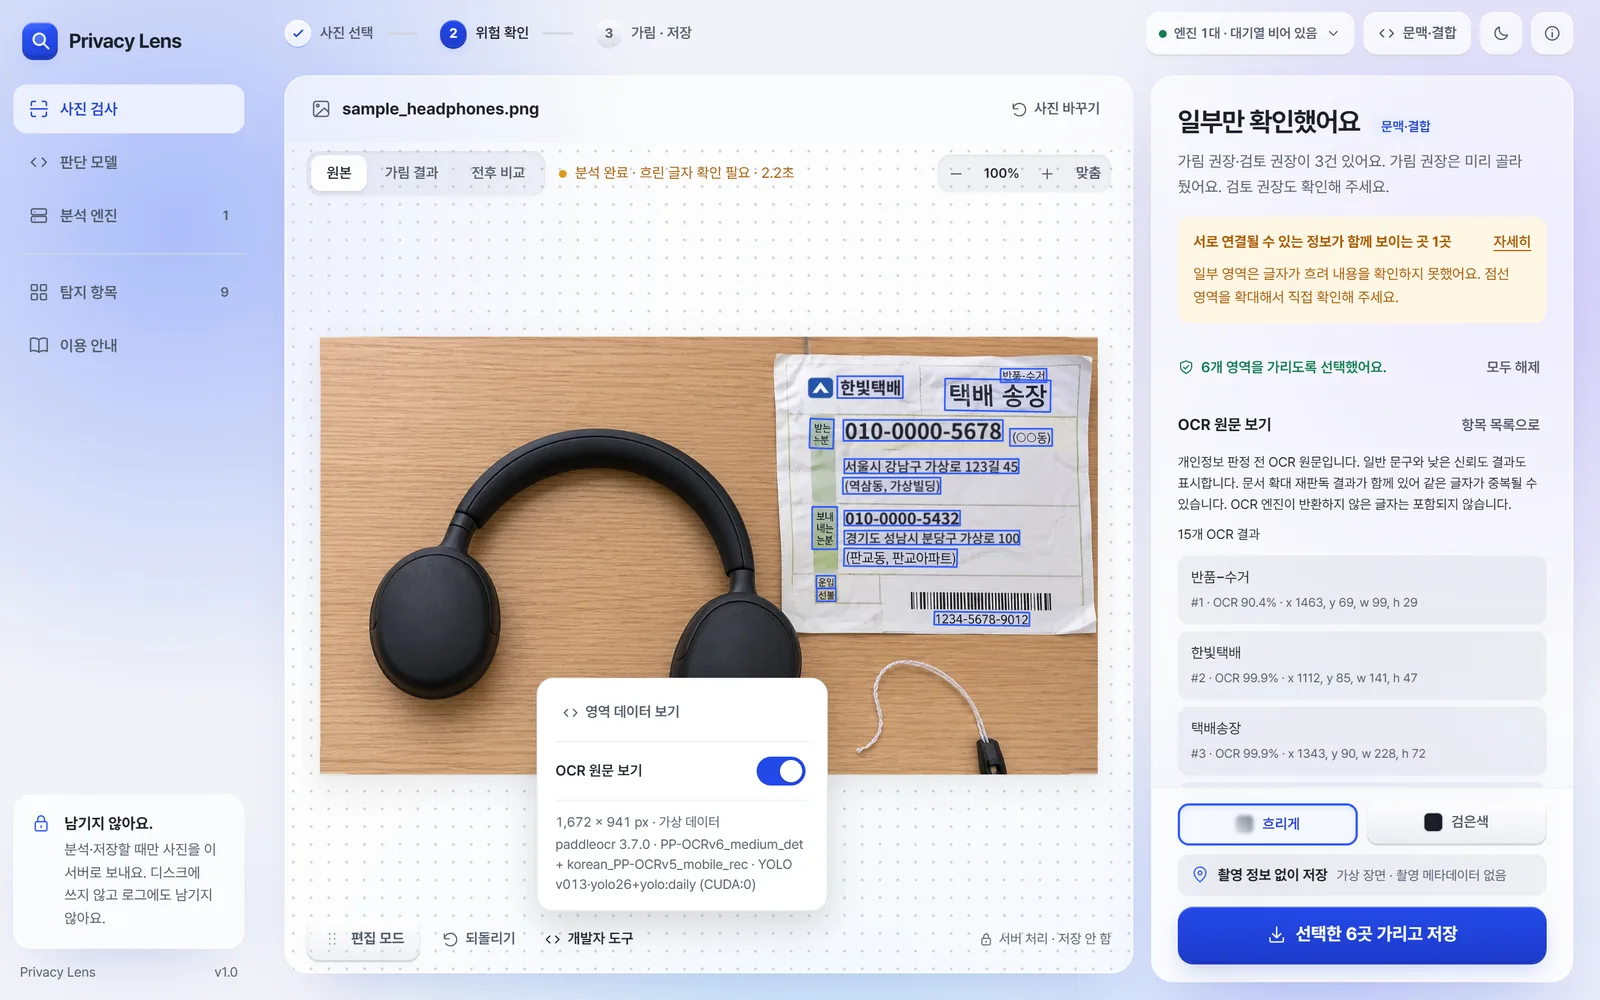 Privacy Lens
사진 검사
판단 모델
분석 엔진 1
탐지 항목 9
이용 안내
남기지 않아요.
분석·저장할 때만 사진을 이
서버로 보내요. 디스크에
쓰지 않고 로그에도 남기지
않아요.
Privacy Lens v1.0
사진 선택
2 위험 확인
3 가림 · 저장
엔진 1대 · 대기열 비어 있음
문맥·결합
sample_headphones.png
사진 바꾸기
원본 가림 결과 전후 비교
분석 완료 · 흐린 글자 확인 필요 · 2.2초
100% 맞춤
한빛택배
반품-수거
택배 송장
받는
는분
010-0000-5678
(○○동)
서울시 강남구 가상로 123길 45
(역삼동, 가상빌딩)
보내
내는
는분
010-0000-5432
경기도 성남시 분당구 가상로 100
(판교동, 판교아파트)
운임
선불
1234-5678-9012
영역 데이터 보기
OCR 원문 보기
1,672 × 941 px · 가상 데이터
paddleocr 3.7.0 · PP-OCRv6_medium_det
+ korean_PP-OCRv5_mobile_rec · YOLO
v013·yolo26+yolo:daily (CUDA:0)
편집 모드
되돌리기
개발자 도구
서버 처리 · 저장 안 함
일부만 확인했어요 문맥·결합
가림 권장·검토 권장이 3건 있어요. 가림 권장은 미리 골라
뒀어요. 검토 권장도 확인해 주세요.
서로 연결될 수 있는 정보가 함께 보이는 곳 1곳 자세히
일부 영역은 글자가 흐려 내용을 확인하지 못했어요. 점선
영역을 확대해서 직접 확인해 주세요.
6개 영역을 가리도록 선택했어요. 모두 해제
OCR 원문 보기 항목 목록으로
개인정보 판정 전 OCR 원문입니다. 일반 문구와 낮은 신뢰도 결과도
표시합니다. 문서 확대 재판독 결과가 함께 있어 같은 글자가 중복될 수
있습니다. OCR 엔진이 반환하지 않은 글자는 포함되지 않습니다.
15개 OCR 결과
반품-수거
#1 · OCR 90.4% · x 1463, y 69, w 99, h 29
한빛택배
#2 · OCR 99.9% · x 1112, y 85, w 141, h 47
택배송장
#3 · OCR 99.9% · x 1343, y 90, w 228, h 72
흐리게
검은색
촬영 정보 없이 저장 가상 장면 · 촬영 메타데이터 없음
선택한 6곳 가리고 저장